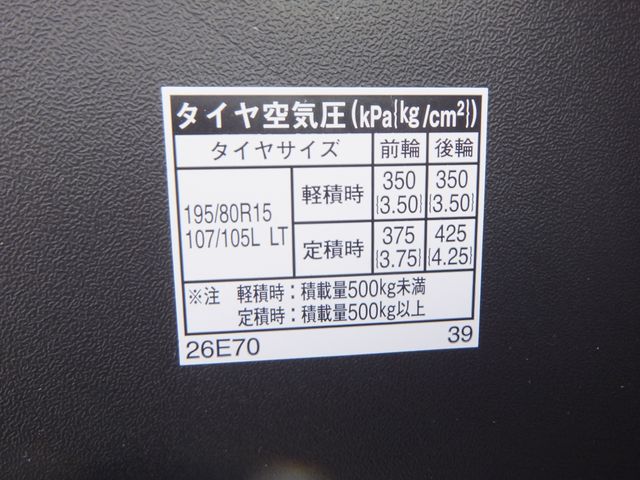 タイヤ空気圧(kPa{kg/cm²})
タイヤサイズ 前輪 後輪
195/80R15
107/105L LT
軽積時 350 350
{3.50} {3.50}
定積時 375 425
{3.75} {4.25}
※注 軽積時:積載量500kg未満
定積時:積載量500kg以上
26E70 39